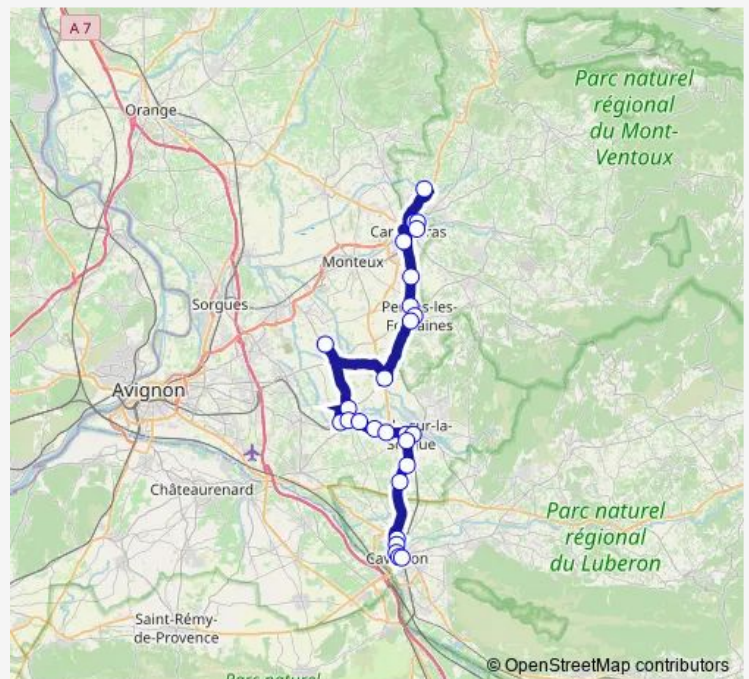 A 7
Orange
Parc naturel
régional
du Mont-
Ventoux
Monteux
Sorgues
Avignon
Châteaurenard
Parc naturel
régional
du Luberon
Saint-Rémy-
de-Provence
© OpenStreetMap contributors